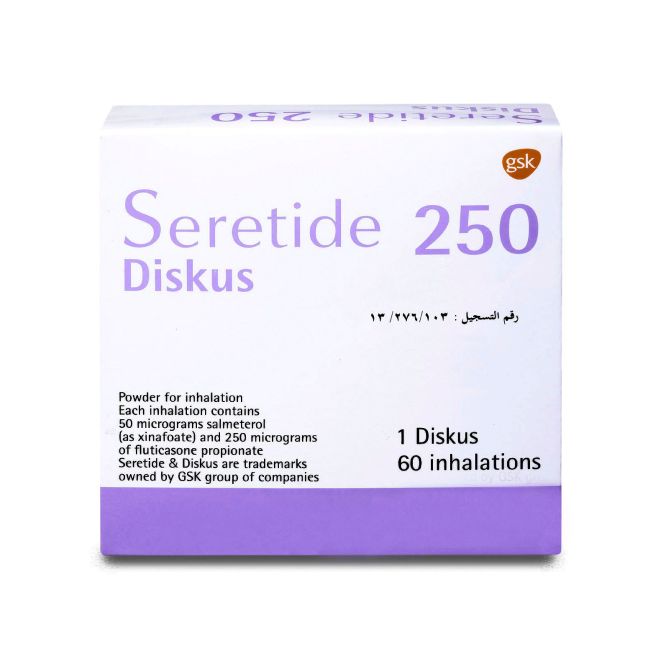 Seretide 250
Diskus
gsk
Seretide 250
Diskus
رقم التسجيل : ١٣/٢٧٦/١٠٣
Powder for inhalation
Each inhalation contains
50 micrograms salmeterol
(as xinafoate) and 250 micrograms
of fluticasone propionate
Seretide & Diskus are trademarks
owned by GSK group of companies
1 Diskus
60 inhalations